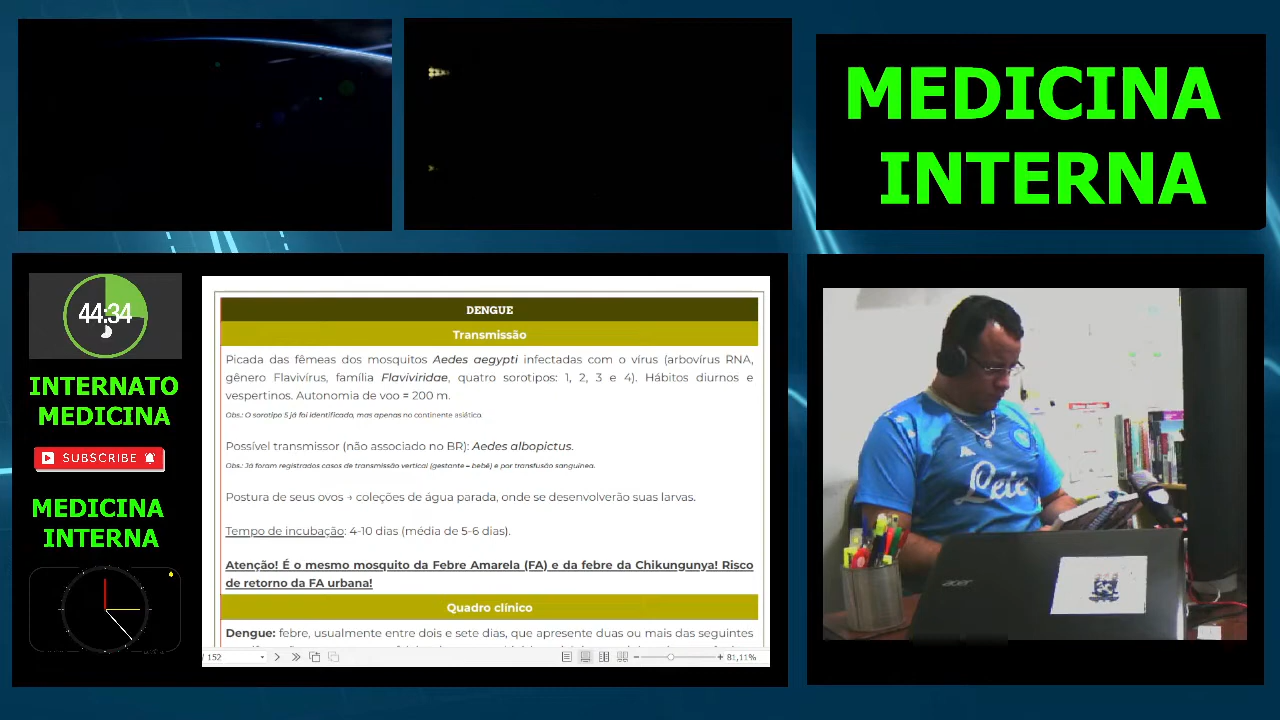 MEDICINA
INTERNA
44:34
INTERNATO
MEDICINA
SUBSCRIBE
MEDICINA
INTERNA
DENGUE
Transmissão
Picada das fêmeas dos mosquitos Aedes aegypti infectadas com o vírus (arbovírus RNA,
gênero Flavivírus, família Flaviviridae, quatro sorotipos: 1, 2, 3 e 4). Hábitos diurnos e
vespertinos. Autonomia de voo = 200 m.
Obs.: O sorotipo 5 já foi identificado, mas apenas no continente asiático.
Possível transmissor (não associado no BR): Aedes albopictus.
Obs.: Já foram registrados casos de transmissão vertical (gestante – bebê) e por transfusão sanguínea.
Postura de seus ovos → coleções de água parada, onde se desenvolverão suas larvas.
Tempo de incubação: 4-10 dias (média de 5-6 dias).
Atenção! É o mesmo mosquito da Febre Amarela (FA) e da febre da Chikungunya! Risco
de retorno da FA urbana!
Quadro clínico
Dengue: febre, usualmente entre dois e sete dias, que apresente duas ou mais das seguintes
/ 152
81,11%
Lete
acer